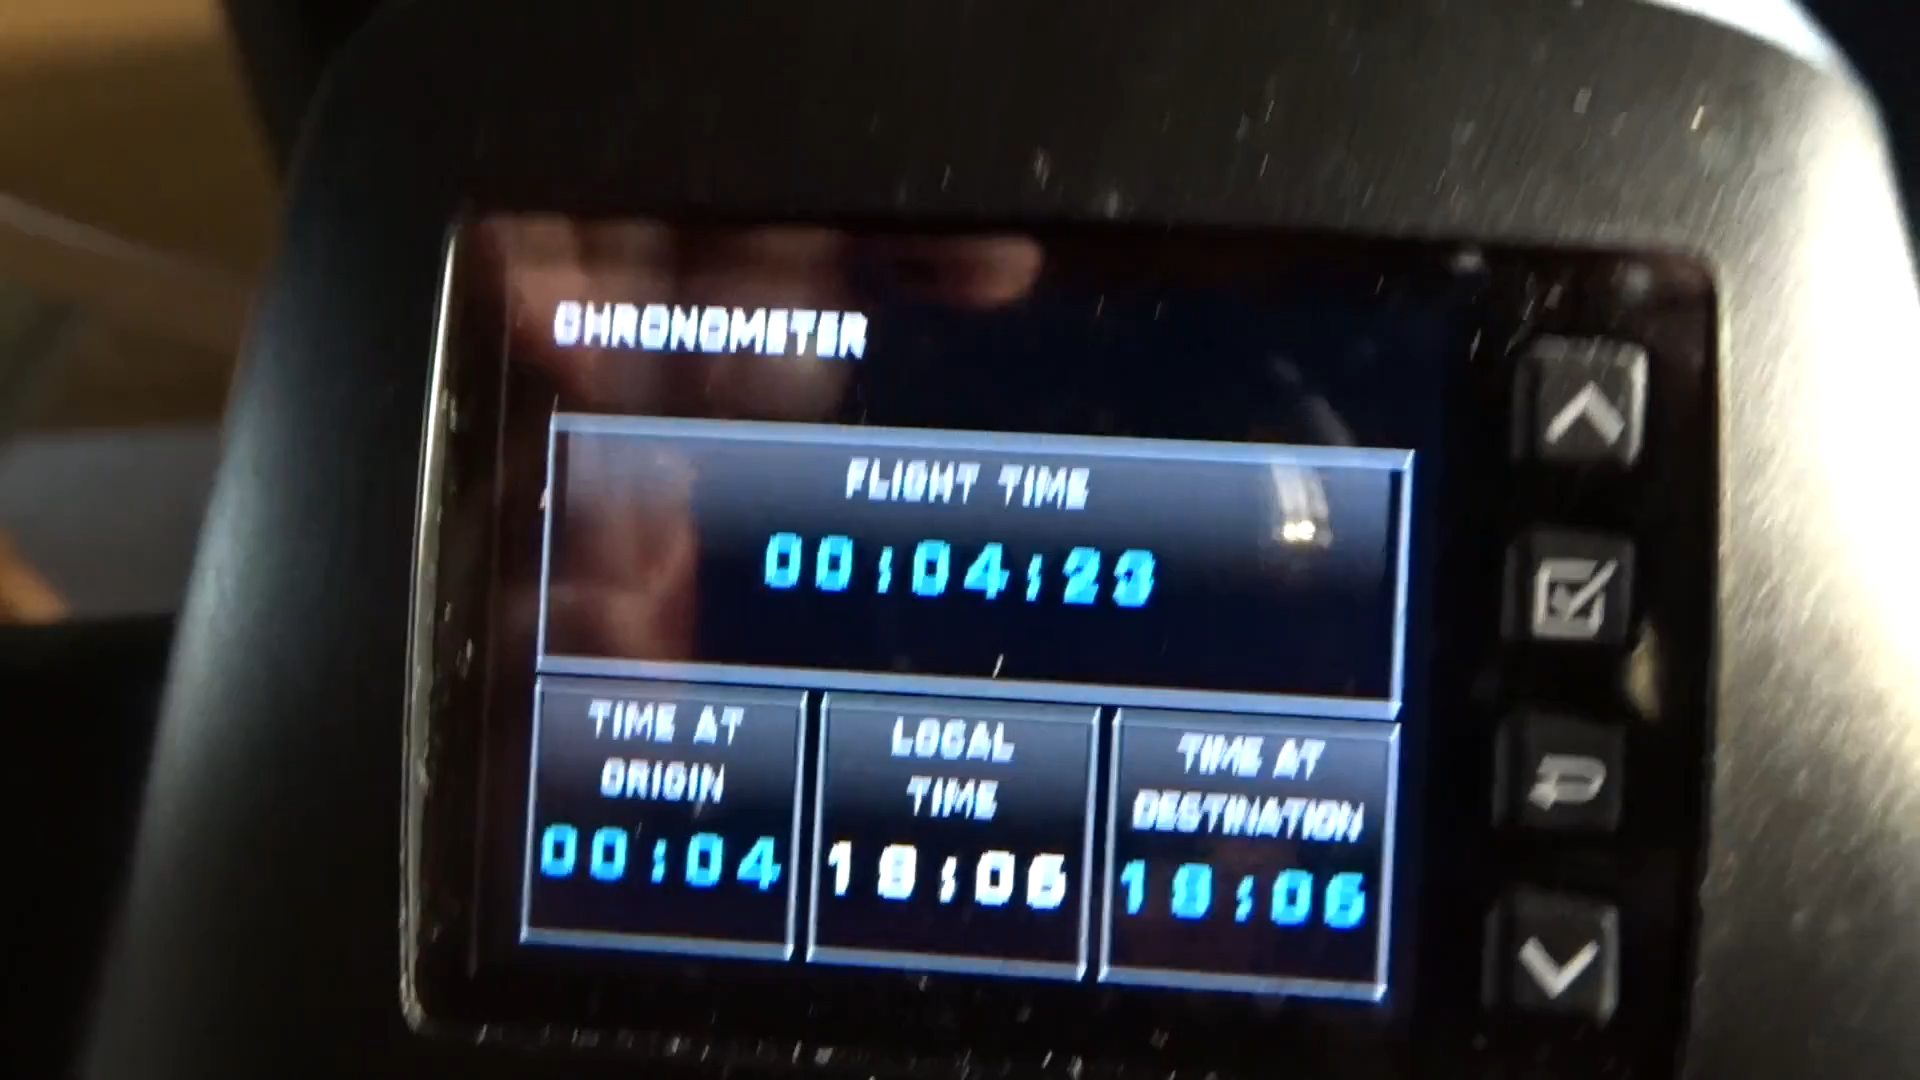 CHRONOMETER
FLIGHT TIME
00:04:23
TIME AT
ORIGIN
00:04
LOCAL
TIME
18:06
TIME AT
DESTINATION
18:06